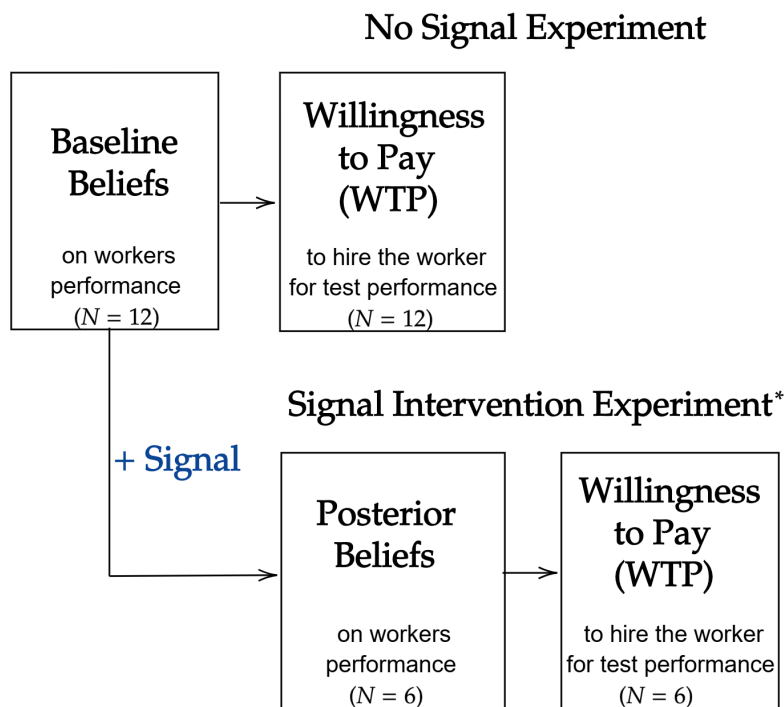 No Signal Experiment
Baseline
Beliefs
on workers
performance
(N = 12)
Willingness
to Pay
(WTP)
to hire the worker
for test performance
(N = 12)
Signal Intervention Experiment*
+ Signal
Posterior
Beliefs
on workers
performance
(N = 6)
Willingness
to Pay
(WTP)
to hire the worker
for test performance
(N = 6)